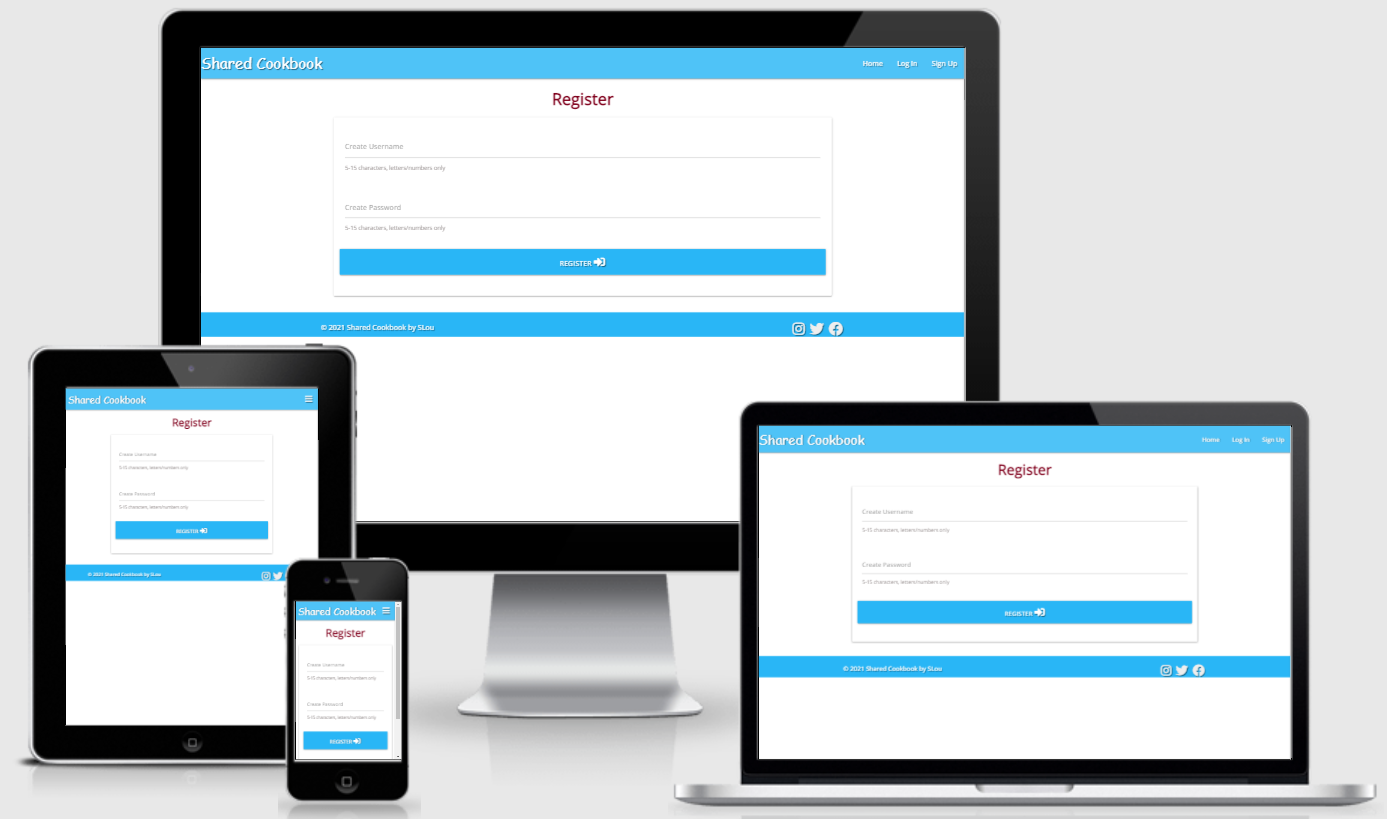 Shared Cookbook
Home Log In Sign Up
Register
Create Username
5-15 characters, letters/numbers only
Create Password
5-15 characters, letters/numbers only
REGISTER
© 2021 Shared Cookbook by SLou
Shared Cookbook
Register
Create Username
5-15 characters, letters/numbers only
Create Password
5-15 characters, letters/numbers only
REGISTER
© 2021 Shared Cookbook by SLou
Shared Cookbook
Register
Create Username
5-15 characters, letters/numbers only
Create Password
5-15 characters, letters/numbers only
REGISTER
Shared Cookbook
Home Log In Sign Up
Register
Create Username
5-15 characters, letters/numbers only
Create Password
5-15 characters, letters/numbers only
REGISTER
© 2021 Shared Cookbook by SLou